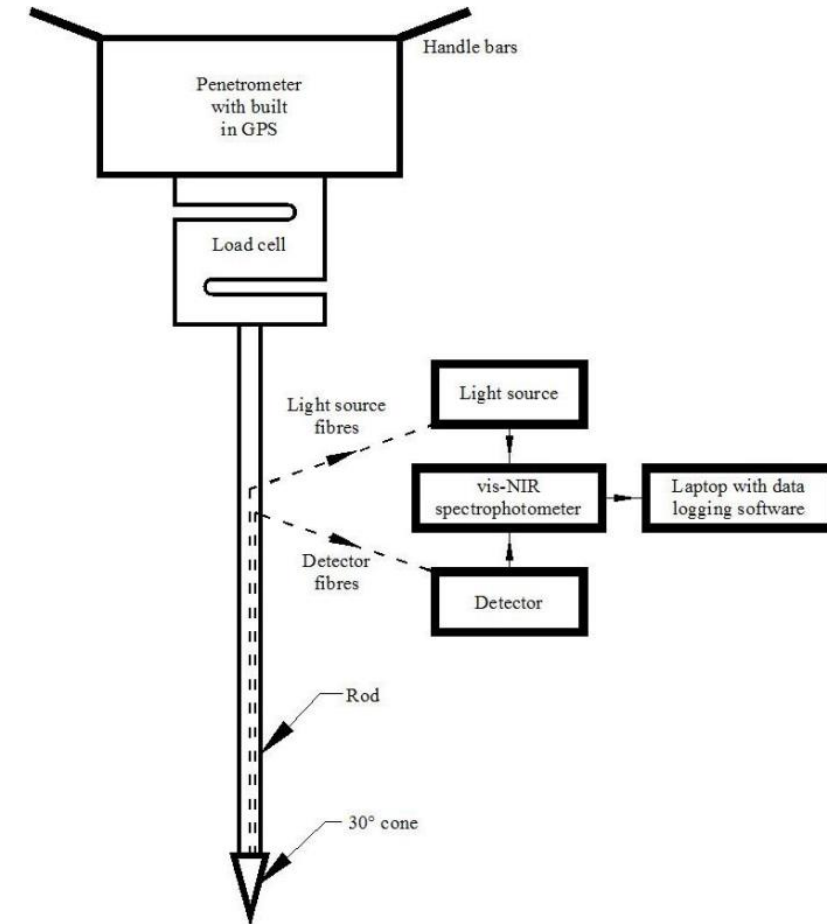 Handle bars
Penetrometer
with built
in GPS
Load cell
Light source
fibres
Light source
vis-NIR
spectrophotometer
Laptop with data
logging software
Detector
fibres
Detector
Rod
30° cone